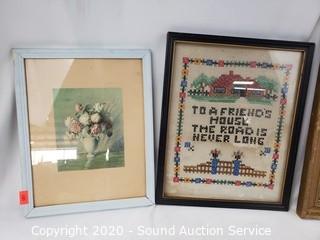 TO A FRIEND'S
HOUSE
THE ROAD IS
NEVER LONG
Copyright 2020 - Sound Auction Service